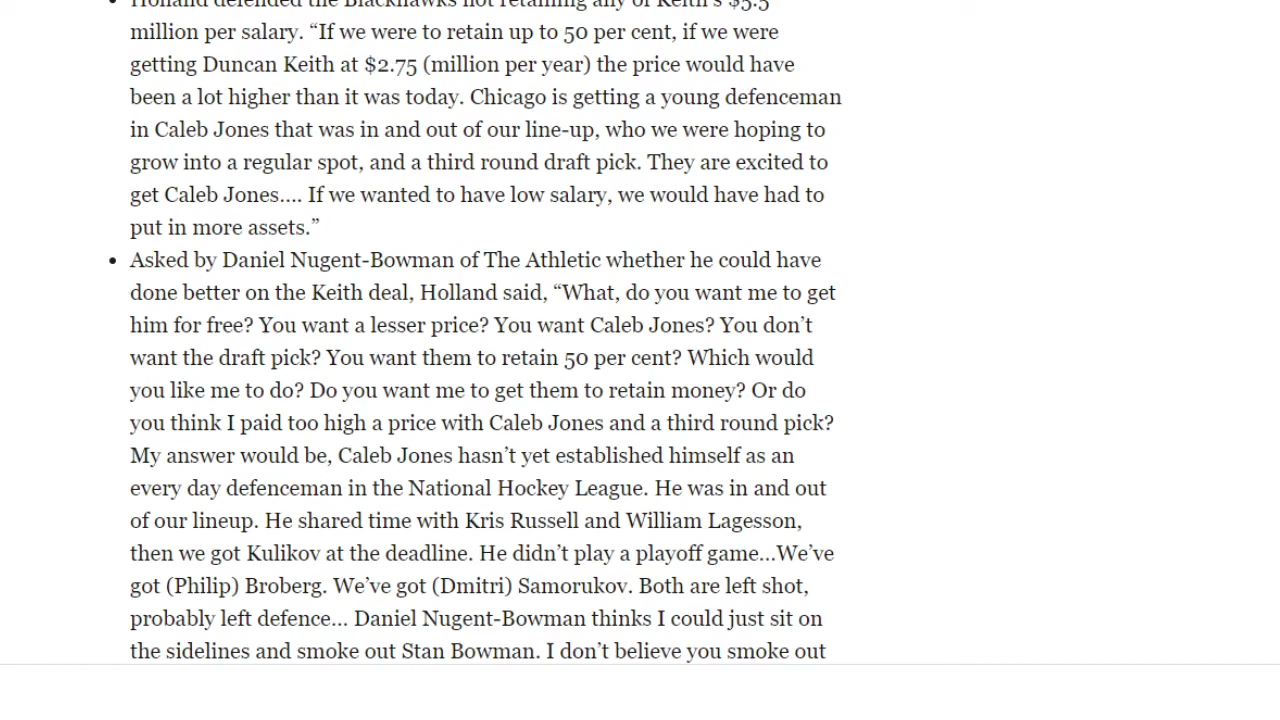 • Holland defended the Blackhawks not retaining any of Keith's $5.5
million per salary. “If we were to retain up to 50 per cent, if we were
getting Duncan Keith at $2.75 (million per year) the price would have
been a lot higher than it was today. Chicago is getting a young defenceman
in Caleb Jones that was in and out of our line-up, who we were hoping to
grow into a regular spot, and a third round draft pick. They are excited to
get Caleb Jones.... If we wanted to have low salary, we would have had to
put in more assets.”
• Asked by Daniel Nugent-Bowman of The Athletic whether he could have
done better on the Keith deal, Holland said, “What, do you want me to get
him for free? You want a lesser price? You want Caleb Jones? You don’t
want the draft pick? You want them to retain 50 per cent? Which would
you like me to do? Do you want me to get them to retain money? Or do
you think I paid too high a price with Caleb Jones and a third round pick?
My answer would be, Caleb Jones hasn’t yet established himself as an
every day defenceman in the National Hockey League. He was in and out
of our lineup. He shared time with Kris Russell and William Lagesson,
then we got Kulikov at the deadline. He didn’t play a playoff game...We’ve
got (Philip) Broberg. We’ve got (Dmitri) Samorukov. Both are left shot,
probably left defence... Daniel Nugent-Bowman thinks I could just sit on
the sidelines and smoke out Stan Bowman. I don’t believe you smoke out